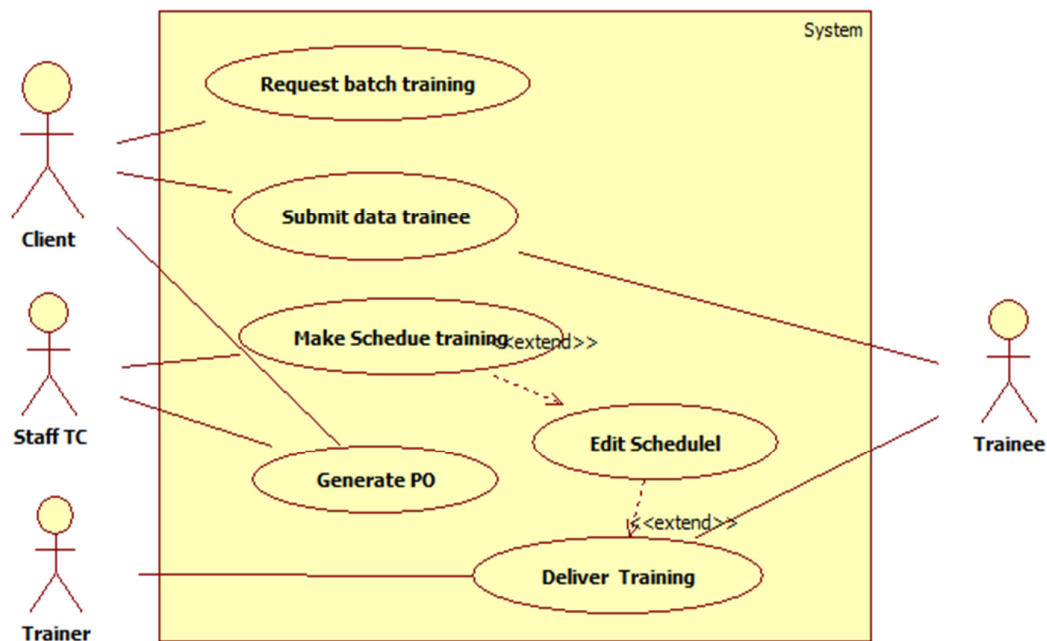 System
Request batch training
Client
Submit data trainee
Make Schedue training
<<extend>>
Staff TC
Edit Schedulel
Trainee
Generate PO
<<extend>>
Deliver Training
Trainer